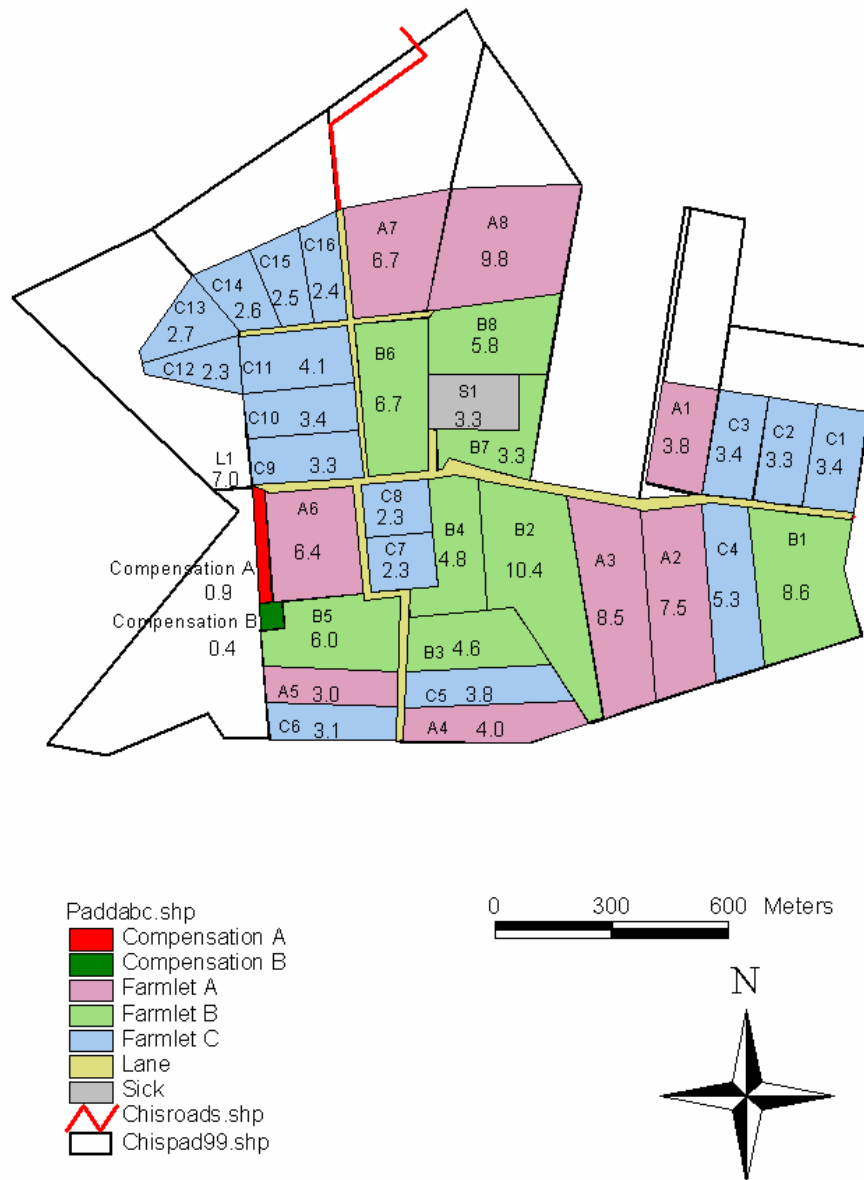 A7
6.7
A8
9.8
C16
2.4
C15
2.5
C14
2.6
C13
2.7
C12 2.3
C11 4.1
C10 3.4
C9 3.3
B6
6.7
B8
5.8
S1
3.3
B7 3.3
L1
7.0
A1
3.8
C3
3.4
C2
3.3
C1
3.4
A6
6.4
C8
2.3
C7
2.3
B4
4.8
B2
10.4
A3
8.5
A2
7.5
C4
5.3
B1
8.6
Compensation A
0.9
Compensation B
0.4
B5
6.0
B3 4.6
A5 3.0
C5 3.8
C6 3.1
A4 4.0
Paddabc.shp
Compensation A
Compensation B
Farmlet A
Farmlet B
Farmlet C
Lane
Sick
Chisroads.shp
Chispad99.shp
0 300 600 Meters
N